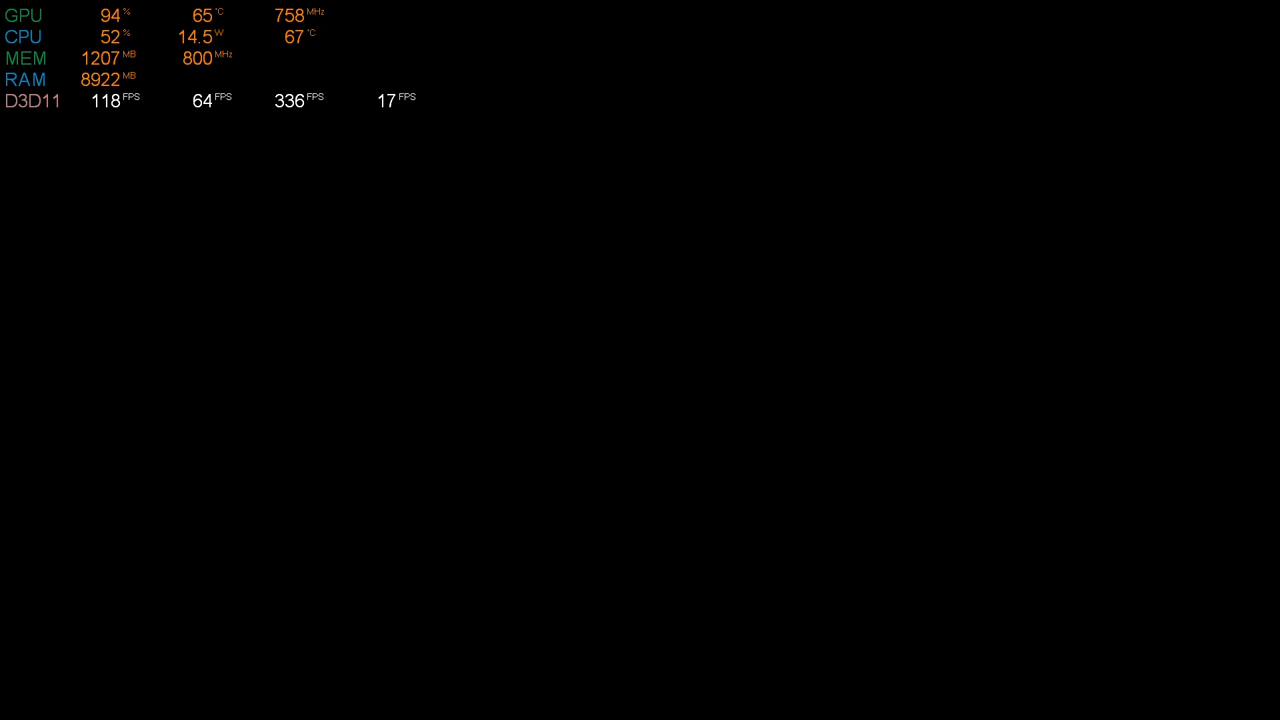 GPU 94 % 65 °C 758 MHz
CPU 52 % 14.5 W 67 °C
MEM 1207 MB 800 MHz
RAM 8922 MB
D3D11 118 FPS 64 FPS 336 FPS 17 FPS